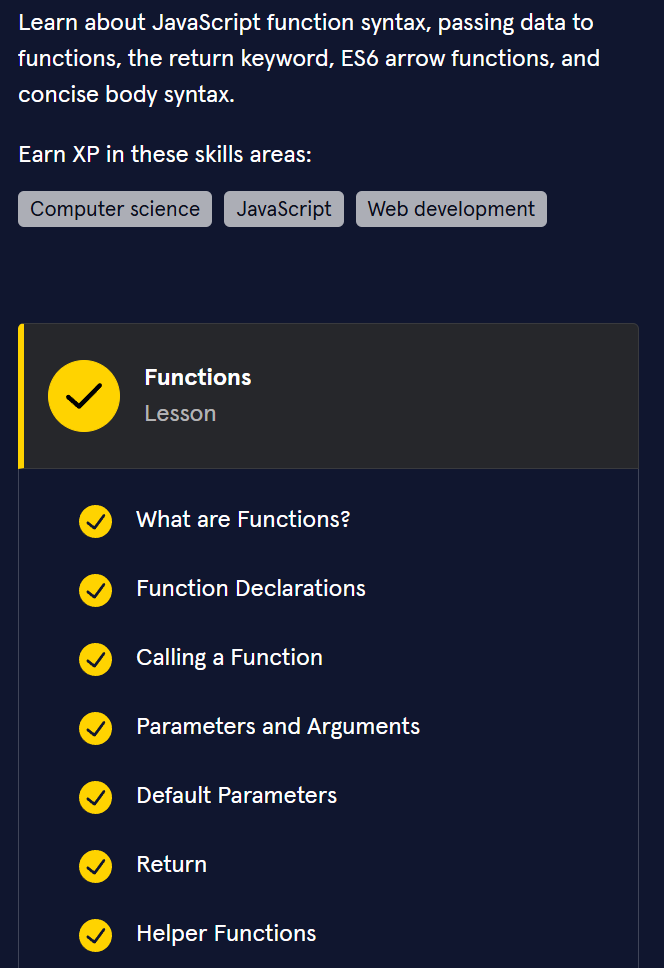 Learn about JavaScript function syntax, passing data to
functions, the return keyword, ES6 arrow functions, and
concise body syntax.
Earn XP in these skills areas:
Computer science JavaScript Web development
Functions
Lesson
What are Functions?
Function Declarations
Calling a Function
Parameters and Arguments
Default Parameters
Return
Helper Functions